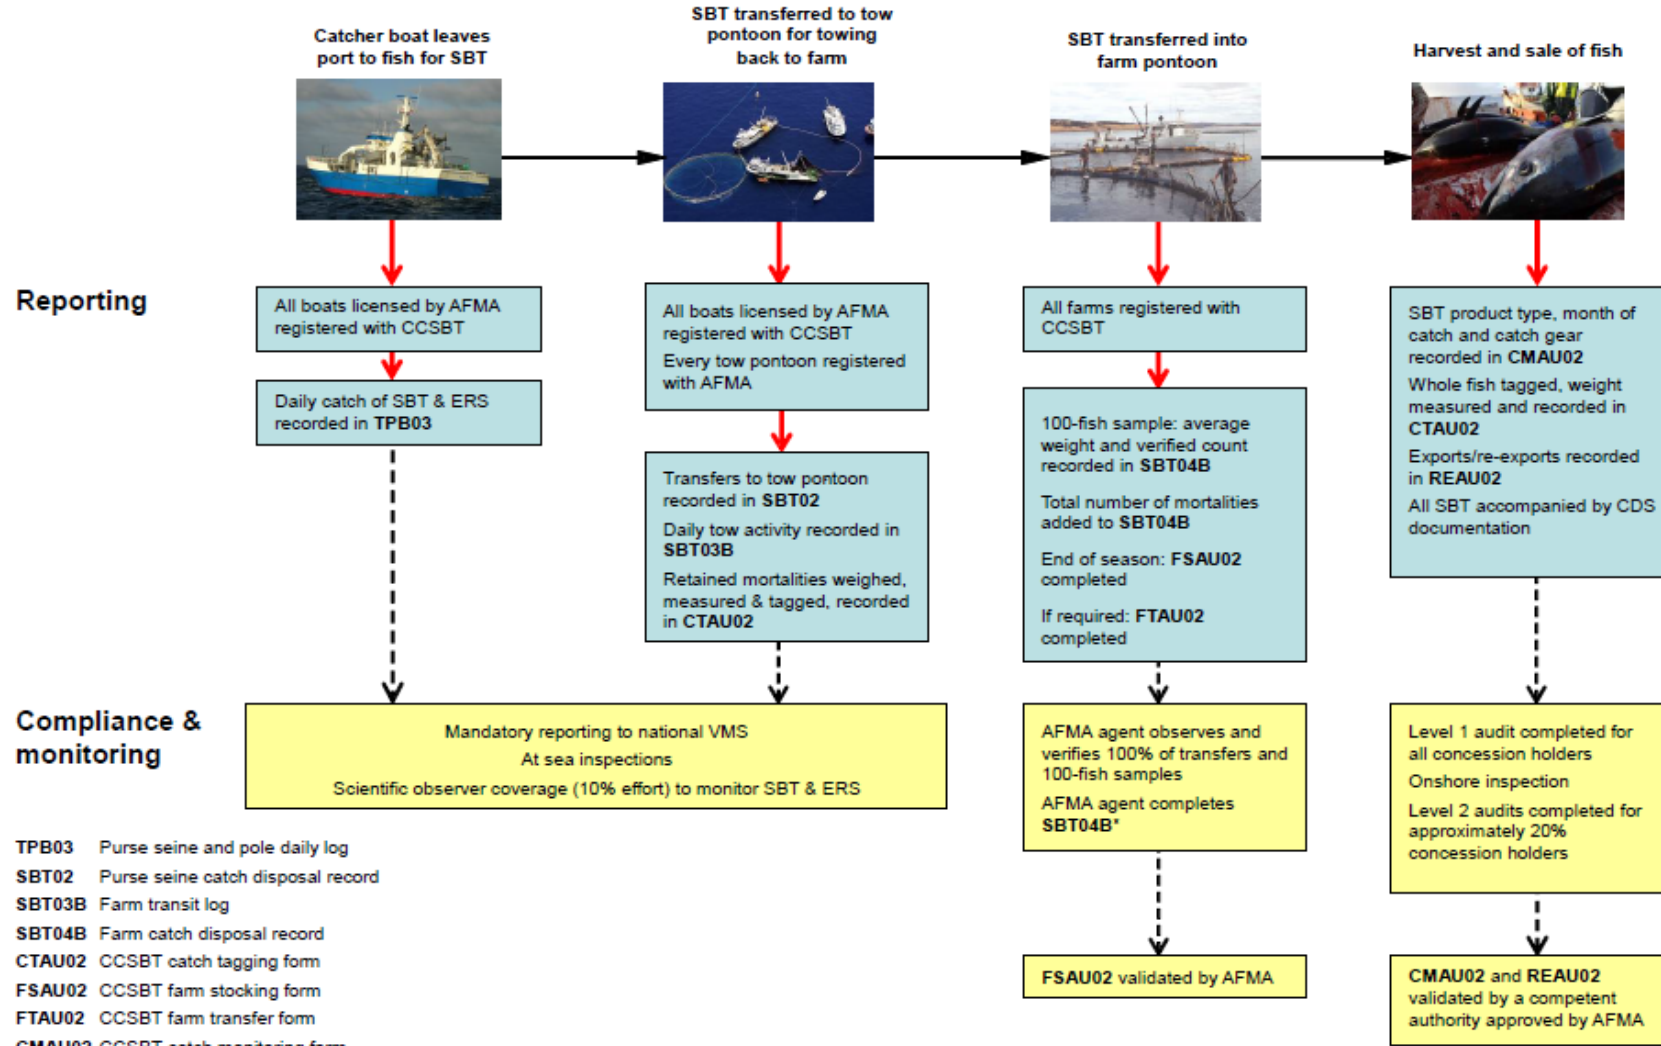 Catcher boat leaves
port to fish for SBT
SBT transferred to tow
pontoon for towing
back to farm
SBT transferred into
farm pontoon
Harvest and sale of fish
Reporting
All boats licensed by AFMA
registered with CCSBT
Daily catch of SBT & ERS
recorded in TPB03
All boats licensed by AFMA
registered with CCSBT
Every tow pontoon registered
with AFMA
Transfers to tow pontoon
recorded in SBT02
Daily tow activity recorded in
SBT03B
Retained mortalities weighed,
measured & tagged, recorded
in CTAU02
All farms registered with
CCSBT
100-fish sample: average
weight and verified count
recorded in SBT04B
Total number of mortalities
added to SBT04B
End of season: FSAU02
completed
If required: FTAU02
completed
SBT product type, month of
catch and catch gear
recorded in CMAU02
Whole fish tagged, weight
measured and recorded in
CTAU02
Exports/re-exports recorded
in REAU02
All SBT accompanied by CDS
documentation
Compliance &
monitoring
Mandatory reporting to national VMS
At sea inspections
Scientific observer coverage (10% effort) to monitor SBT & ERS
AFMA agent observes and
verifies 100% of transfers and
100-fish samples
AFMA agent completes
SBT04B*
FSAU02 validated by AFMA
Level 1 audit completed for
all concession holders
Onshore inspection
Level 2 audits completed for
approximately 20%
concession holders
CMAU02 and REAU02
validated by a competent
authority approved by AFMA
TPB03 Purse seine and pole daily log
SBT02 Purse seine catch disposal record
SBT03B Farm transit log
SBT04B Farm catch disposal record
CTAU02 CCSBT catch tagging form
FSAU02 CCSBT farm stocking form
FTAU02 CCSBT farm transfer form
CMAU02 CCSBT catch monitoring form